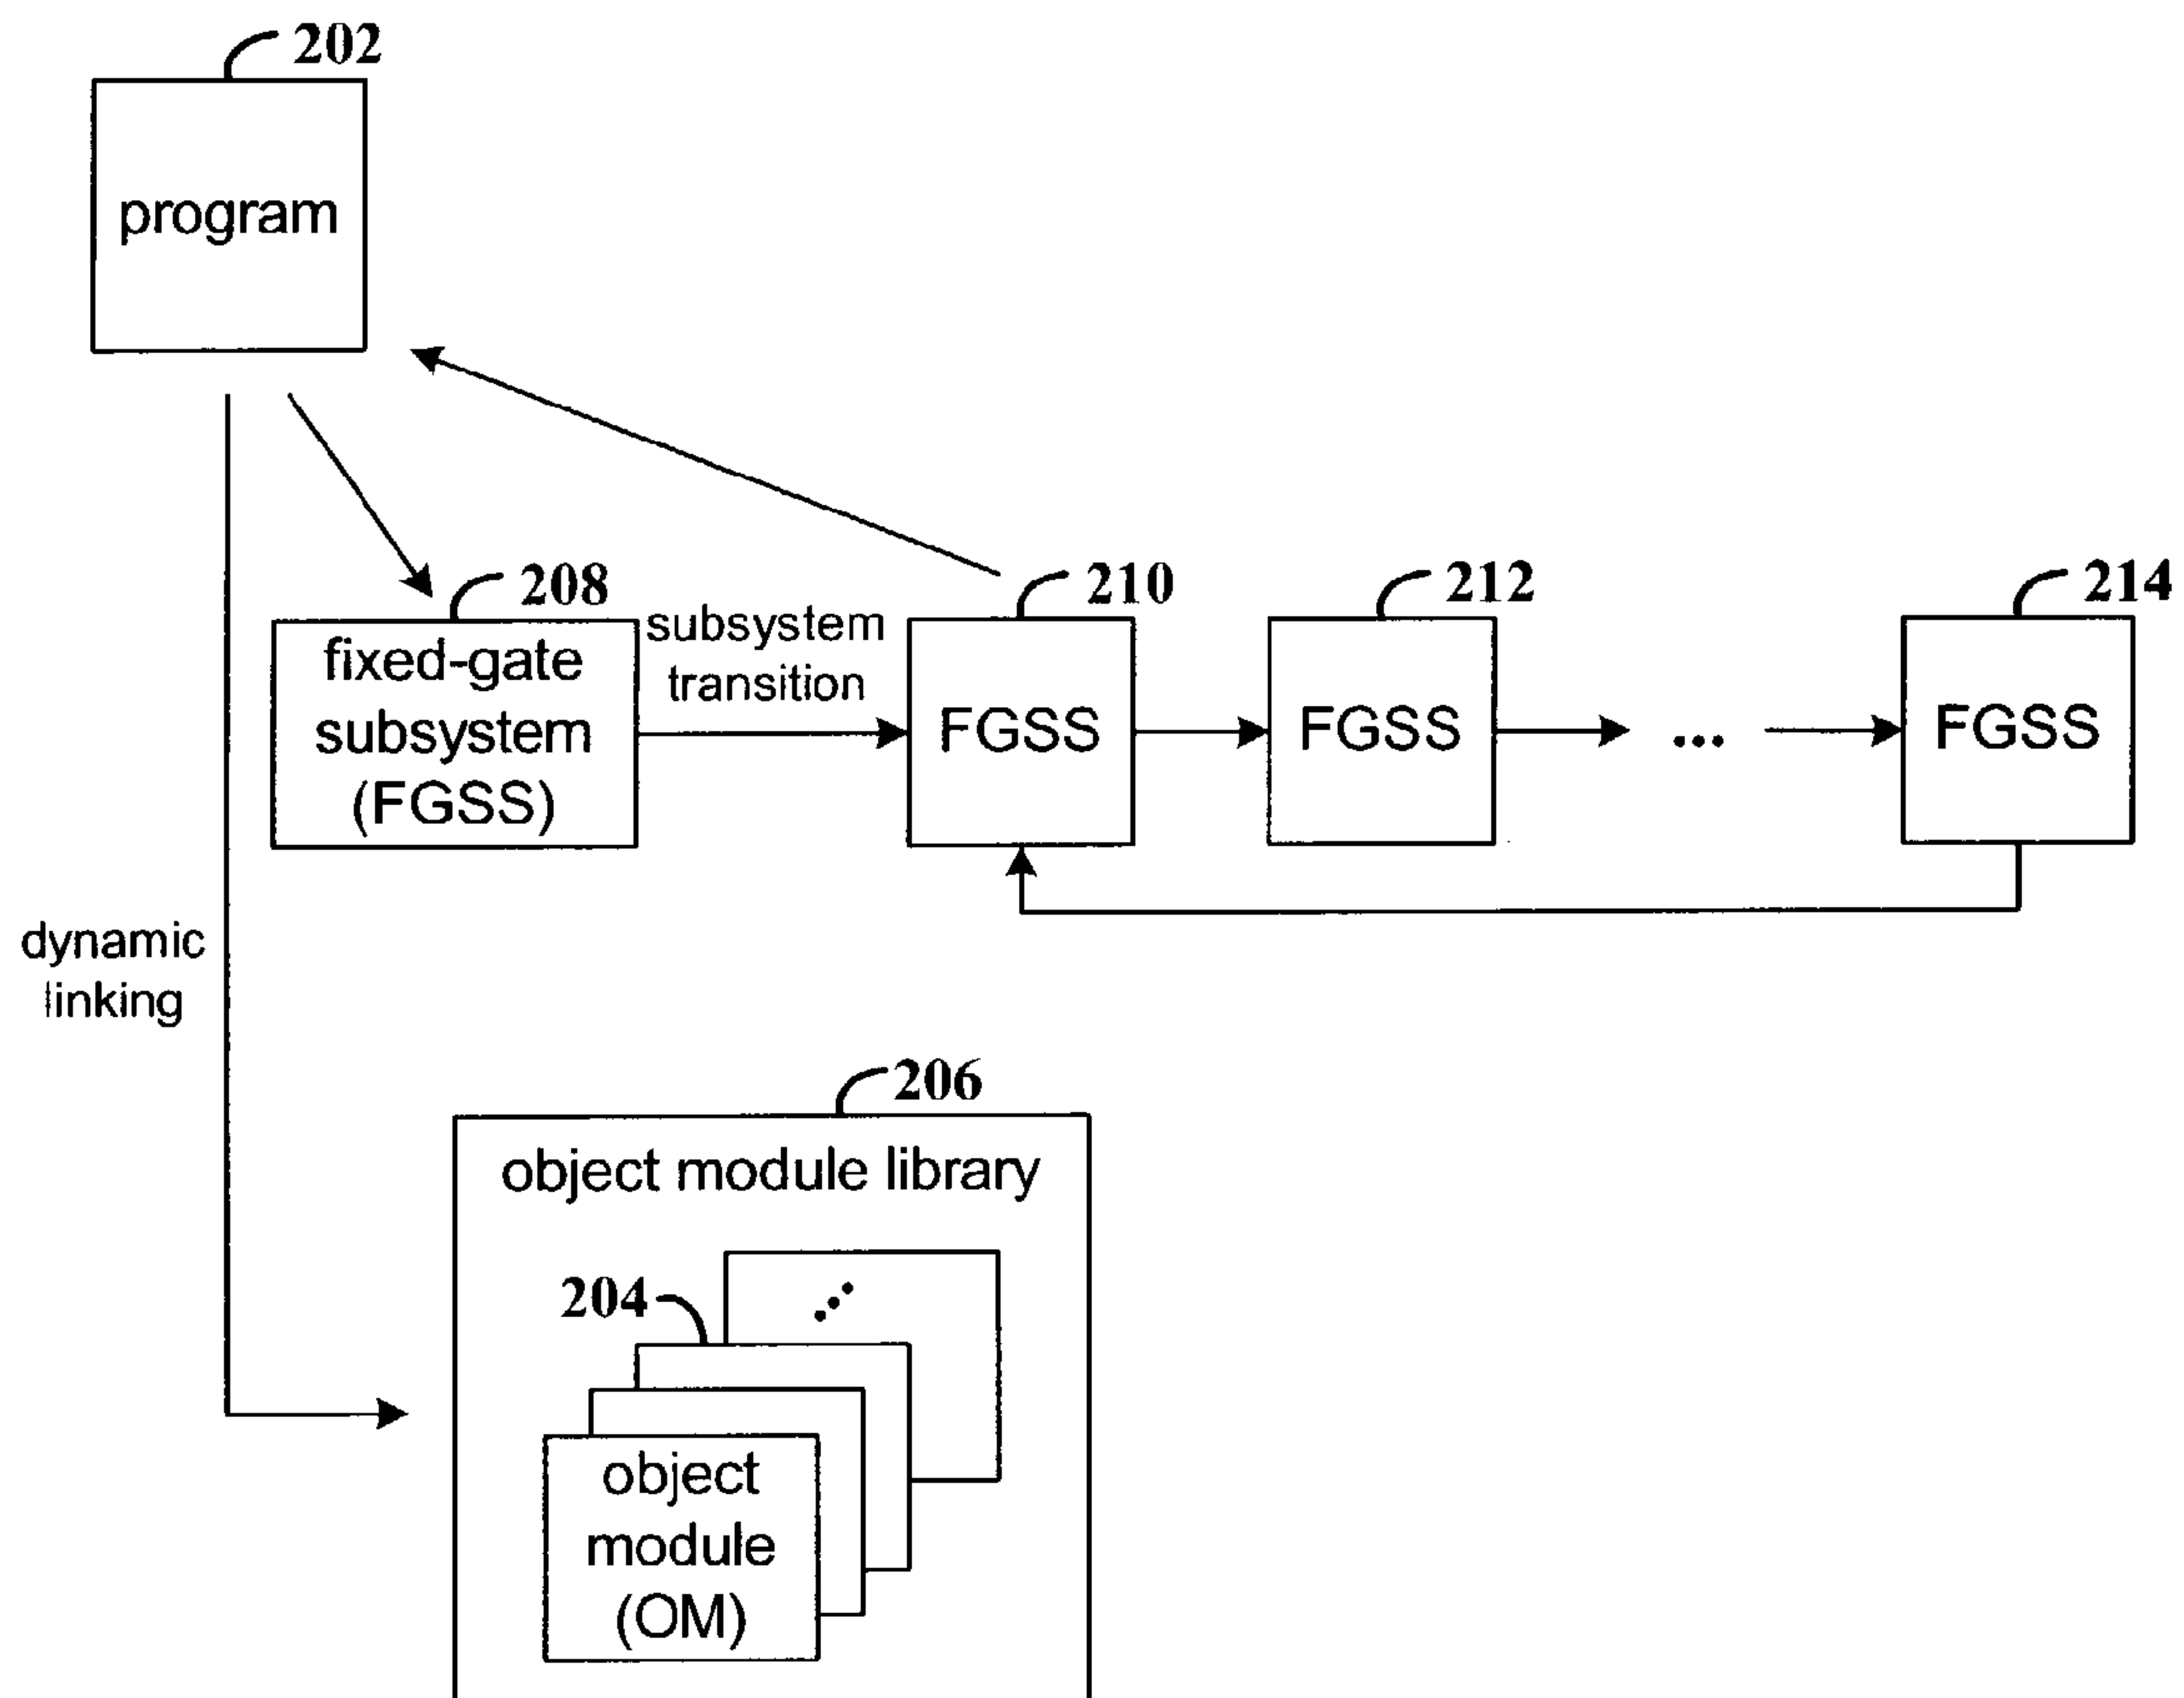 202
program
208
fixed-gate
subsystem
(FGSS)
subsystem
transition
210
FGSS
212
FGSS
...
214
FGSS
dynamic
linking
206
object module library
204
...
object
module
(OM)